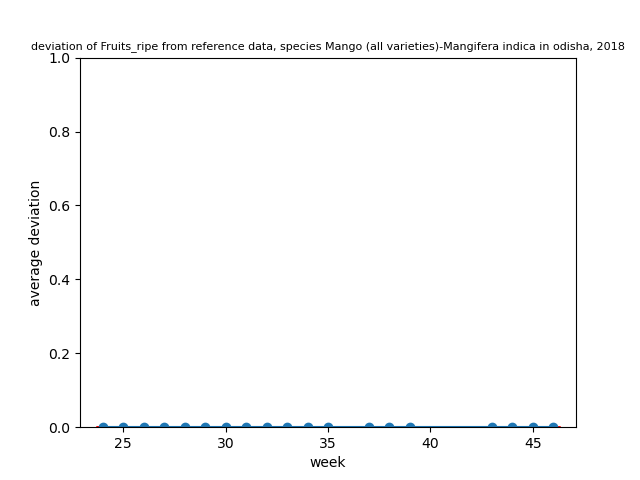 deviation of Fruits_ripe from reference data, species Mango (all varieties)-Mangifera indica in odisha, 2018
1.0
0.8
0.6
0.4
0.2
0.0
average deviation
25 30 35 40 45
week